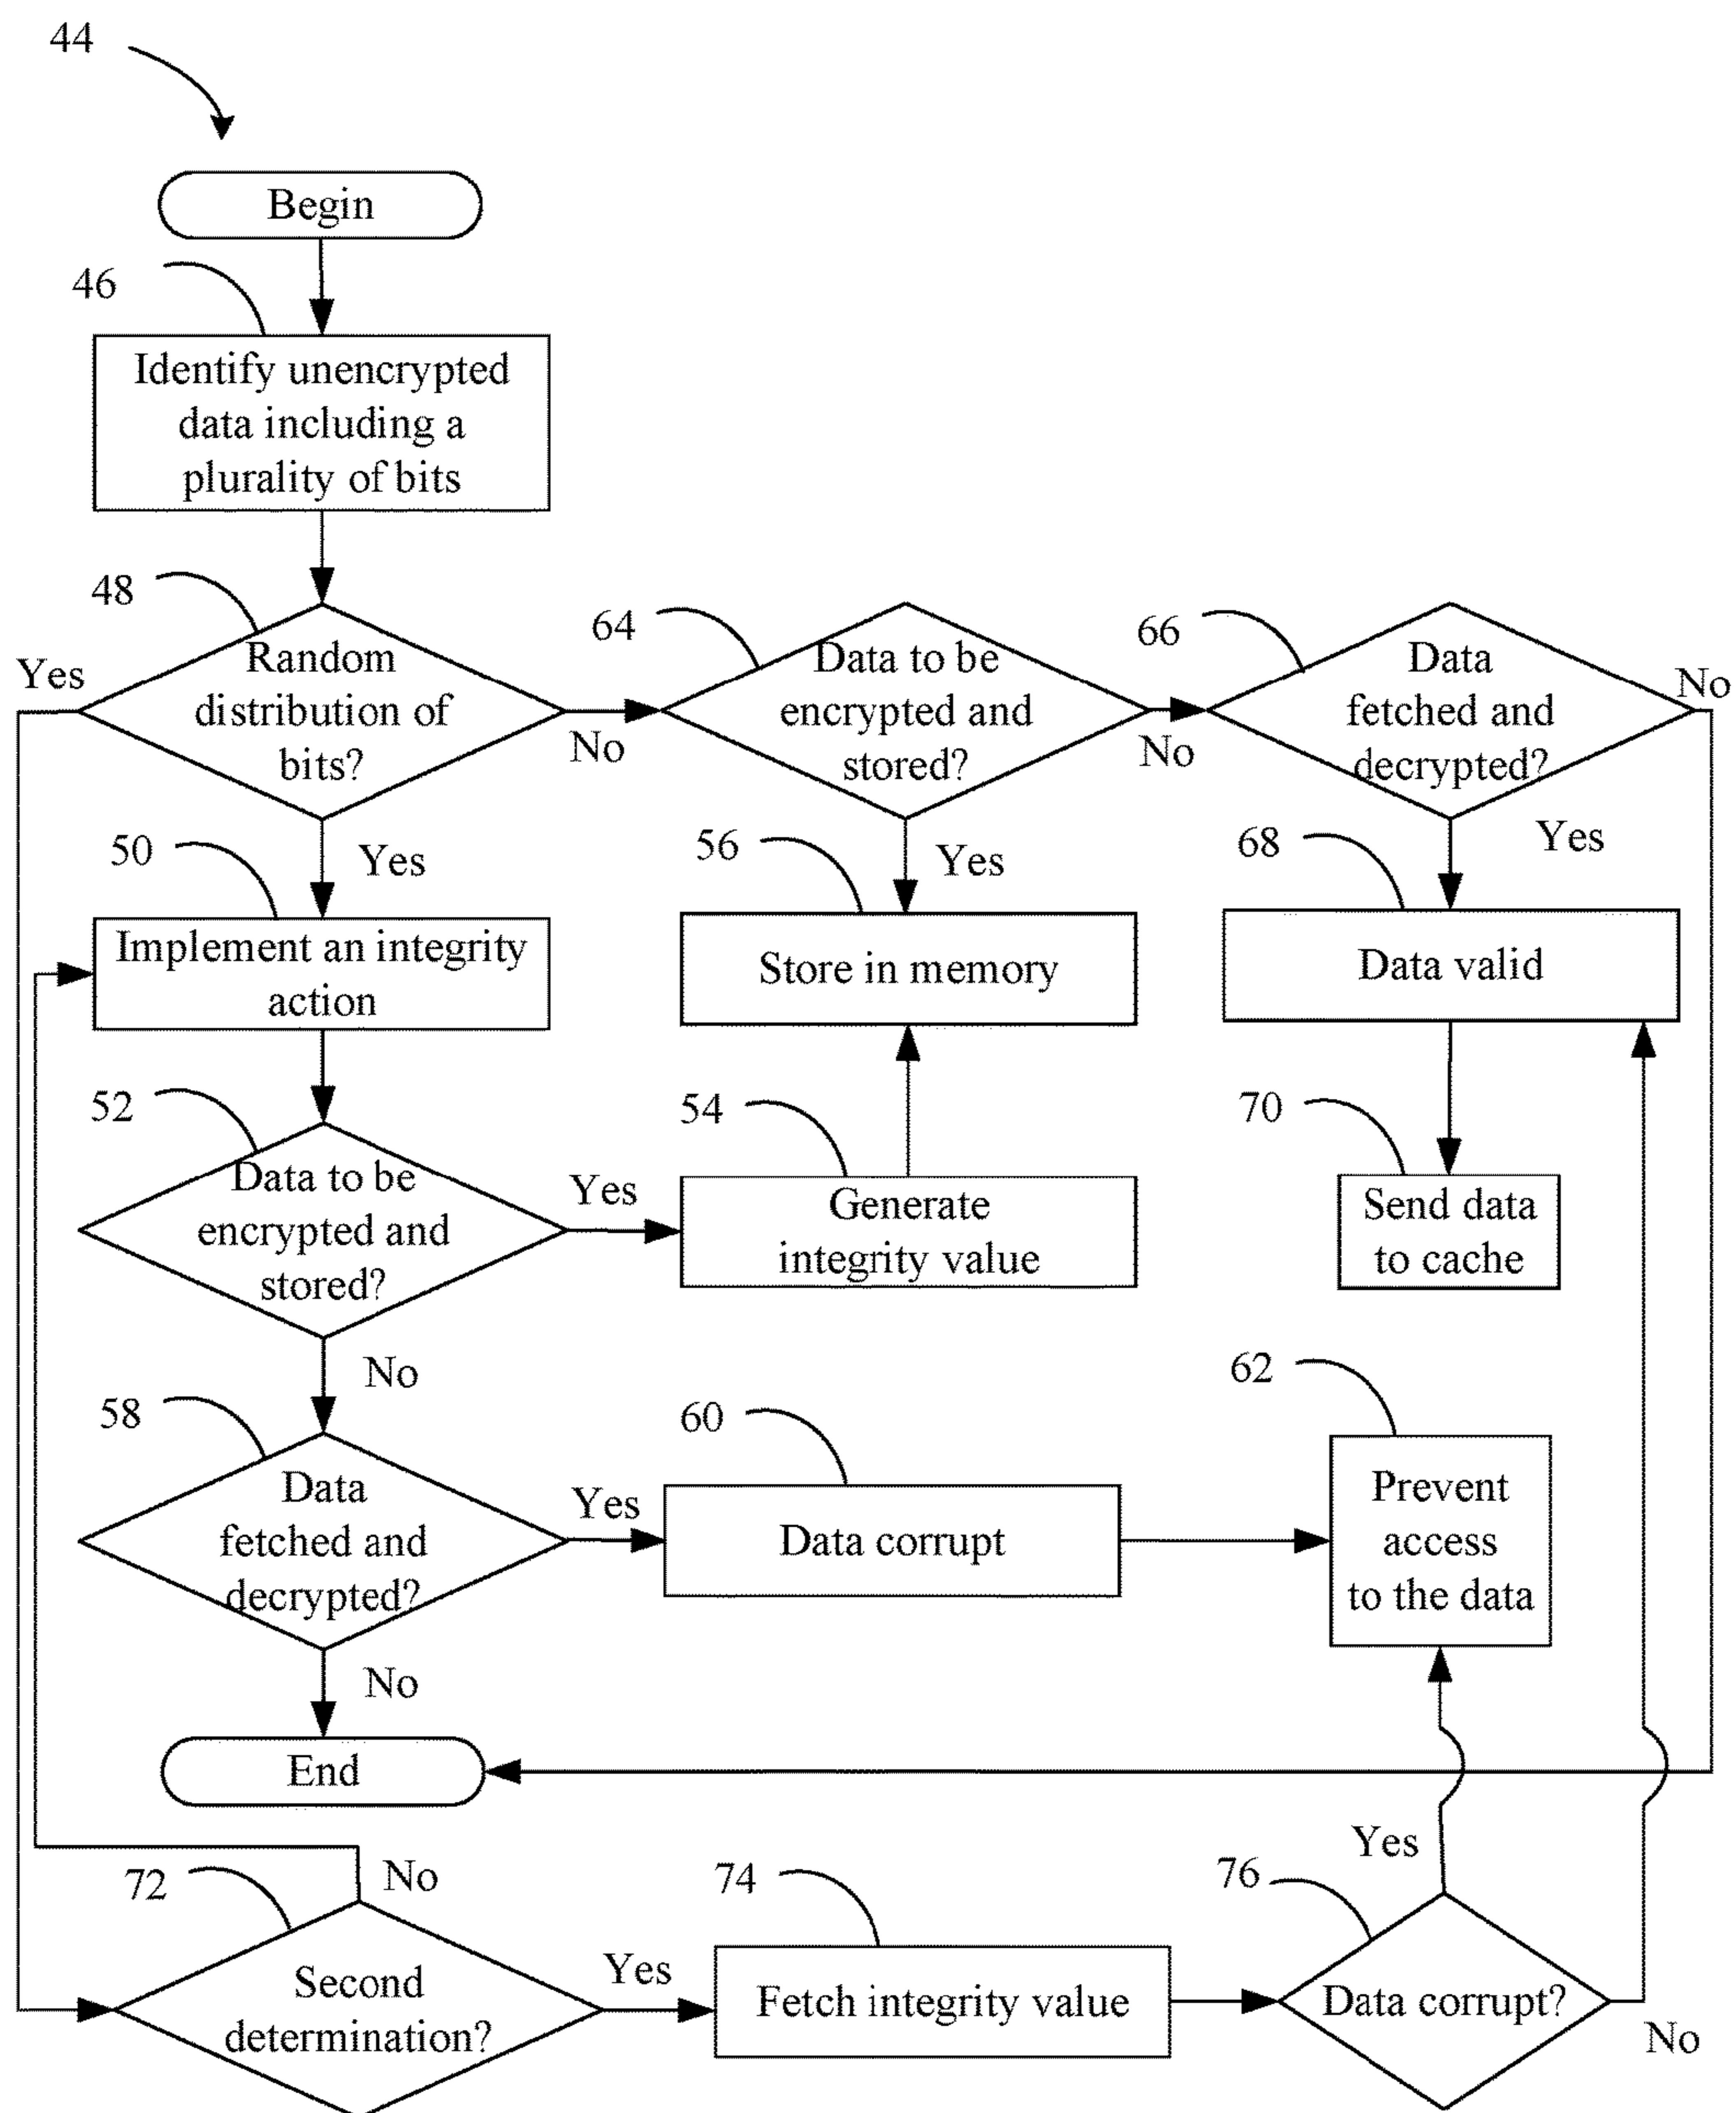 44
Begin
46
Identify unencrypted
data including a
plurality of bits
48
Random
distribution of
bits?
Yes
No
Yes
64
Data to be
encrypted and
stored?
No
Yes
66
Data
fetched and
decrypted?
No
Yes
50
Implement an integrity
action
56
Store in memory
68
Data valid
52
Data to be
encrypted and
stored?
Yes
No
54
Generate
integrity value
70
Send data
to cache
58
Data
fetched and
decrypted?
Yes
No
60
Data corrupt
62
Prevent
access
to the data
End
72
No
Second
determination?
Yes
74
Fetch integrity value
76
Yes
Data corrupt?
No